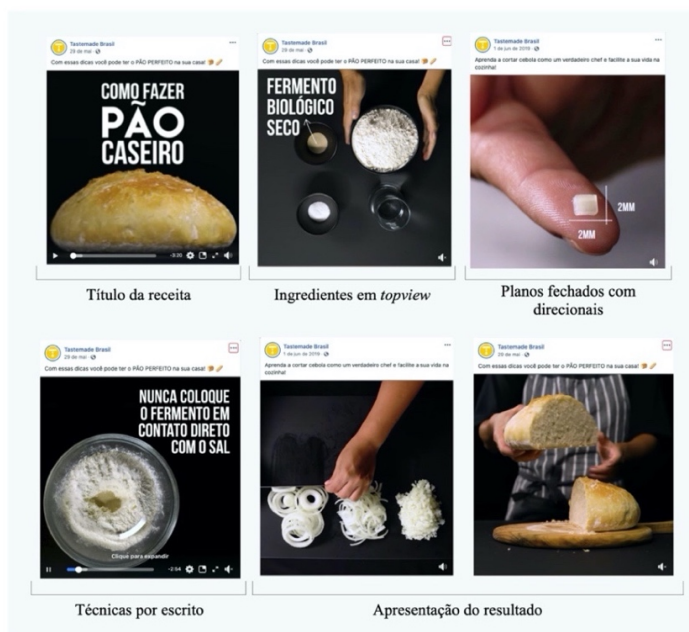 Tastemade Brasil
28 de mai ·
Com essas dicas você pode ter o PÃO PERFEITO na sua casa!
COMO FAZER
PÃO
CASEIRO
-3:20
Título da receita
Tastemade Brasil
28 de mai ·
Com essas dicas você pode ter o PÃO PERFEITO na sua casa!
FERMENTO
BIOLÓGICO
SECO
Ingredientes em topview
Tastemade Brasil
1 de jun de 2019 ·
Aprenda a cortar cebola como um verdadeiro chef e facilite a sua vida na
cozinha!
2MM
2MM
Planos fechados com
direcionais
Tastemade Brasil
28 de mai ·
Com essas dicas você pode ter o PÃO PERFEITO na sua casa!
NUNCA COLOQUE
O FERMENTO EM
CONTATO DIRETO
COM O SAL
Clique para expandir
-2:54
Técnicas por escrito
Tastemade Brasil
1 de jun de 2019 ·
Aprenda a cortar cebola como um verdadeiro chef e facilite a sua vida na
cozinha!
Tastemade Brasil
28 de mai ·
Com essas dicas você pode ter o PÃO PERFEITO na sua casa!
Apresentação do resultado